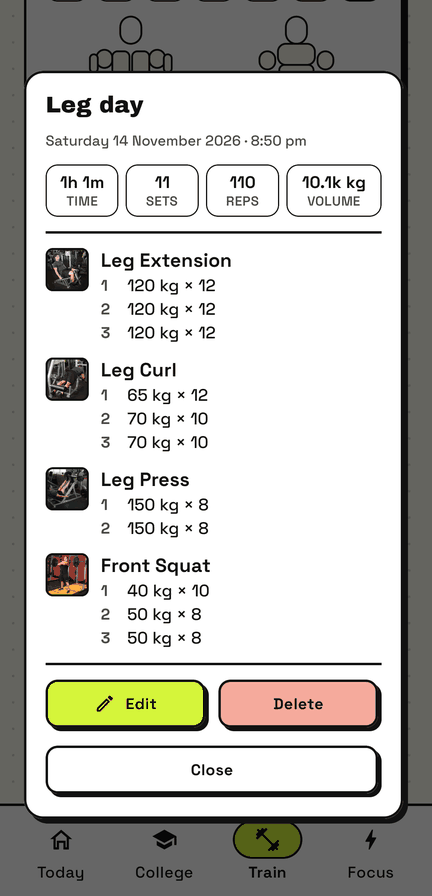 Leg day
Saturday 14 November 2026 · 8:50 pm
1h 1m
TIME
11
SETS
110
REPS
10.1k kg
VOLUME
Leg Extension
1 120 kg × 12
2 120 kg × 12
3 120 kg × 12
Leg Curl
1 65 kg × 12
2 70 kg × 10
3 70 kg × 10
Leg Press
1 150 kg × 8
2 150 kg × 8
Front Squat
1 40 kg × 10
2 50 kg × 8
3 50 kg × 8
Edit
Delete
Close
Today
College
Train
Focus